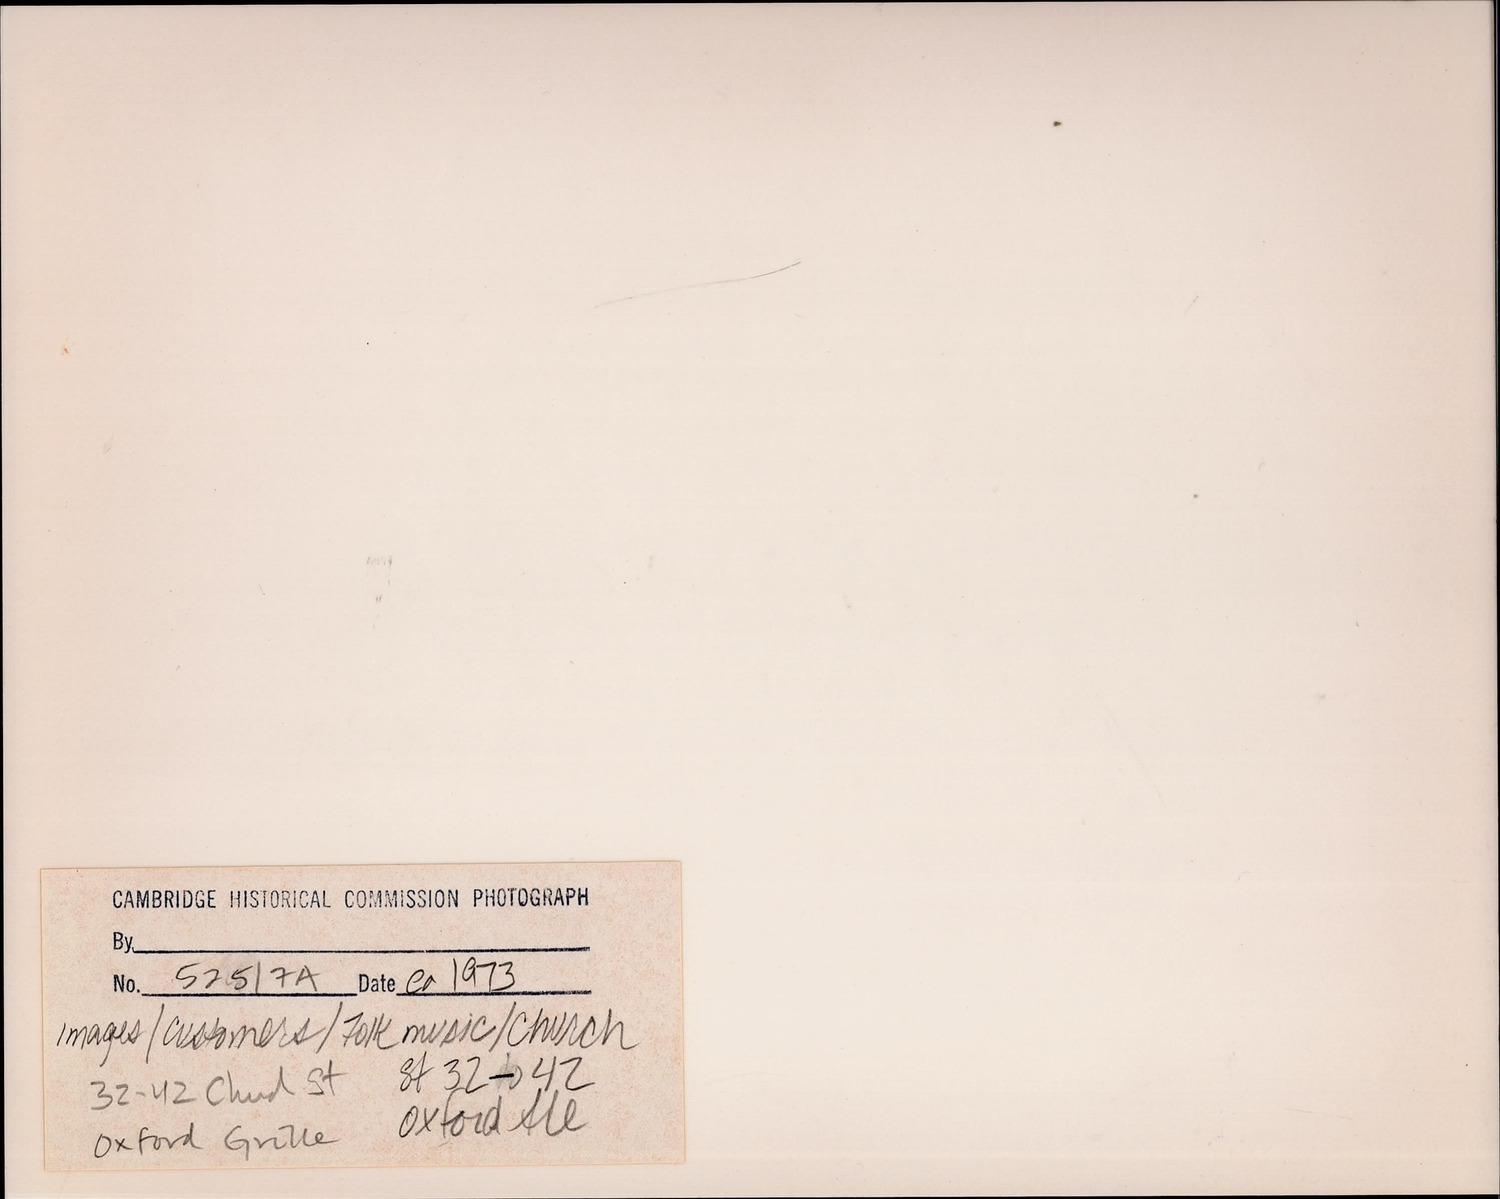 CAMBRIDGE HISTORICAL COMMISSION PHOTOGRAPH
By
No. 525/7A Date ca 1973
Images/Customers/Folk music/Church
St 32-42
32-42 Church St
Oxford Ale
Oxford Grille